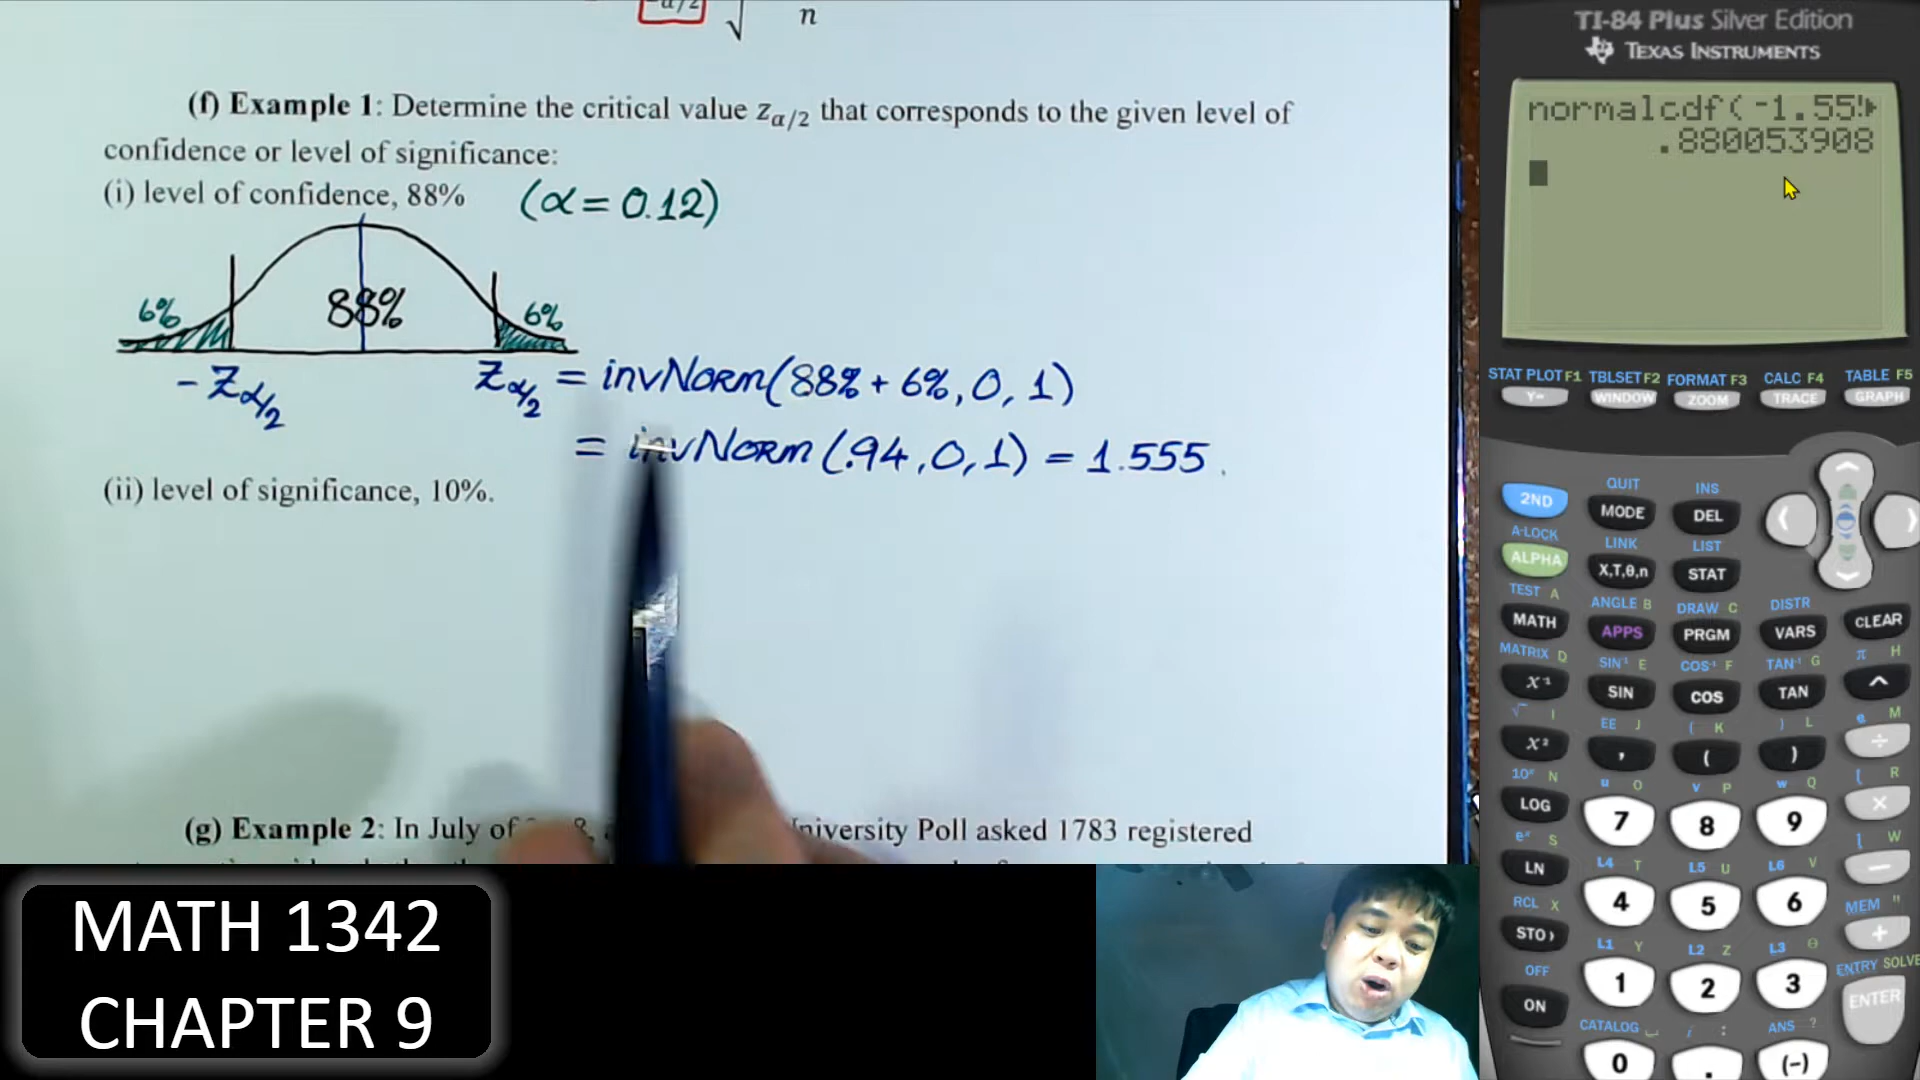 α/2 n
(f) Example 1: Determine the critical value zα/2 that corresponds to the given level of
confidence or level of significance:
(i) level of confidence, 88% (α = 0.12)
6% 88% 6%
-Zα/2 Zα/2 = invNorm(88% + 6%, 0, 1)
= invNorm (.94, 0, 1) = 1.555.
(ii) level of significance, 10%.
(g) Example 2: In July of niversity Poll asked 1783 registered
MATH 1342
CHAPTER 9
TI-84 Plus Silver Edition
TEXAS INSTRUMENTS
normalcdf(-1.55
.880053908
STAT PLOT F1 TBLSET F2 FORMAT F3 CALC F4 TABLE F5
Y= WINDOW ZOOM TRACE GRAPH
QUIT INS
2ND MODE DEL
A-LOCK LINK LIST
ALPHA X,T,θ,n STAT
TEST A ANGLE B DRAW C DISTR
MATH APPS PRGM VARS CLEAR
MATRIX D SIN⁻¹ E COS⁻¹ F TAN⁻¹ G π H
x⁻¹ SIN COS TAN ^
√ I EE J { K } L e M
x² , ( ) ÷
10ˣ N u O v P w Q [ R
LOG 7 8 9 ×
eˣ S L4 T L5 U L6 V ] W
LN 4 5 6 −
RCL X L1 Y L2 Z L3 θ MEM "
STO› 1 2 3 +
OFF CATALOG i : ANS ? ENTRY SOLVE
ON 0 . (-) ENTER